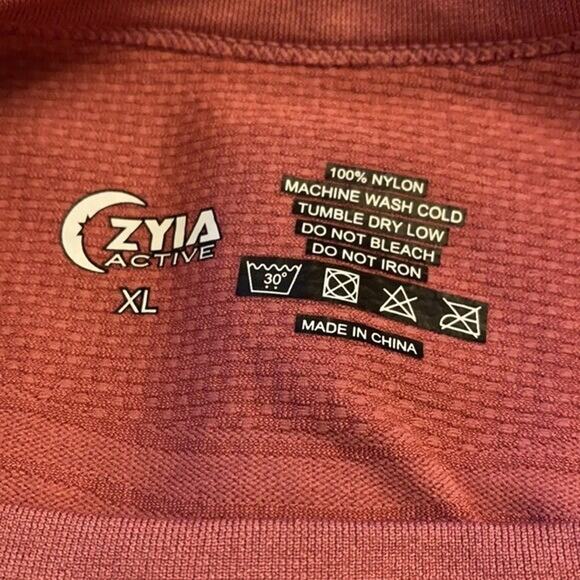 ZYIA
ACTIVE
XL
100% NYLON
MACHINE WASH COLD
TUMBLE DRY LOW
DO NOT BLEACH
DO NOT IRON
30°
MADE IN CHINA